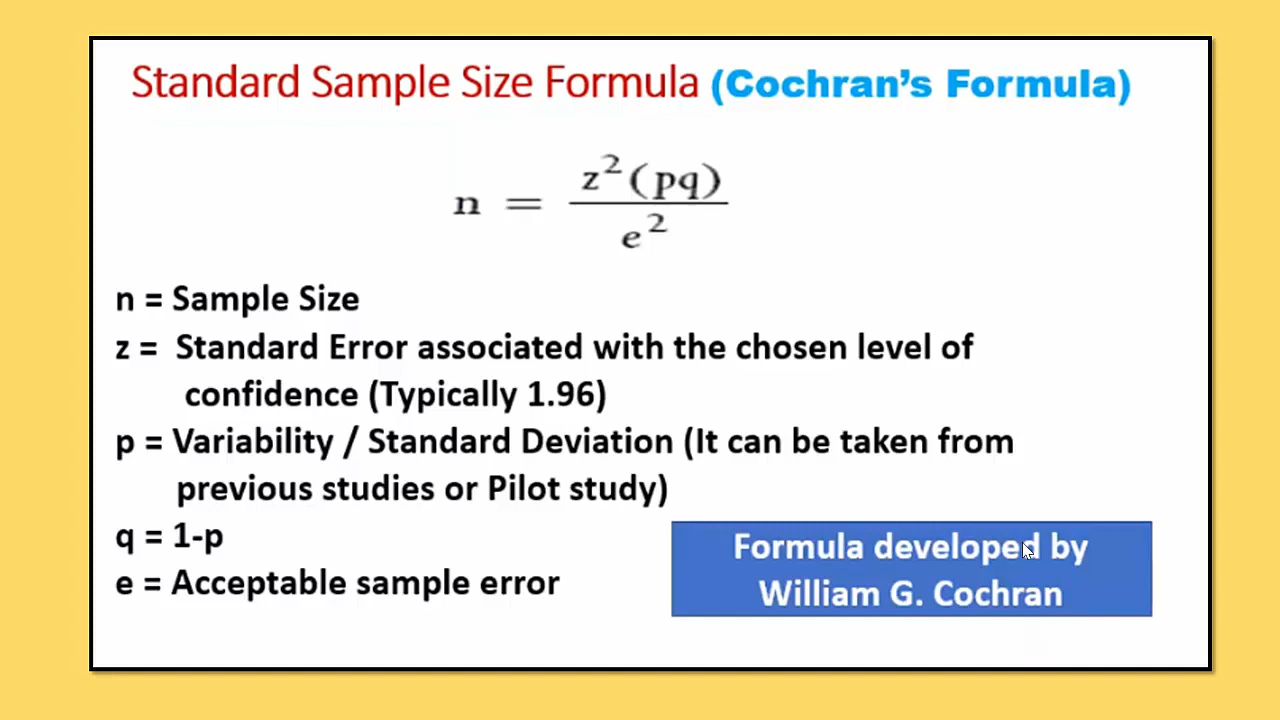 Standard Sample Size Formula (Cochran's Formula)
n = z²(pq) / e²
n = Sample Size
z = Standard Error associated with the chosen level of
confidence (Typically 1.96)
p = Variability / Standard Deviation (It can be taken from
previous studies or Pilot study)
q = 1-p
e = Acceptable sample error
Formula developed by
William G. Cochran